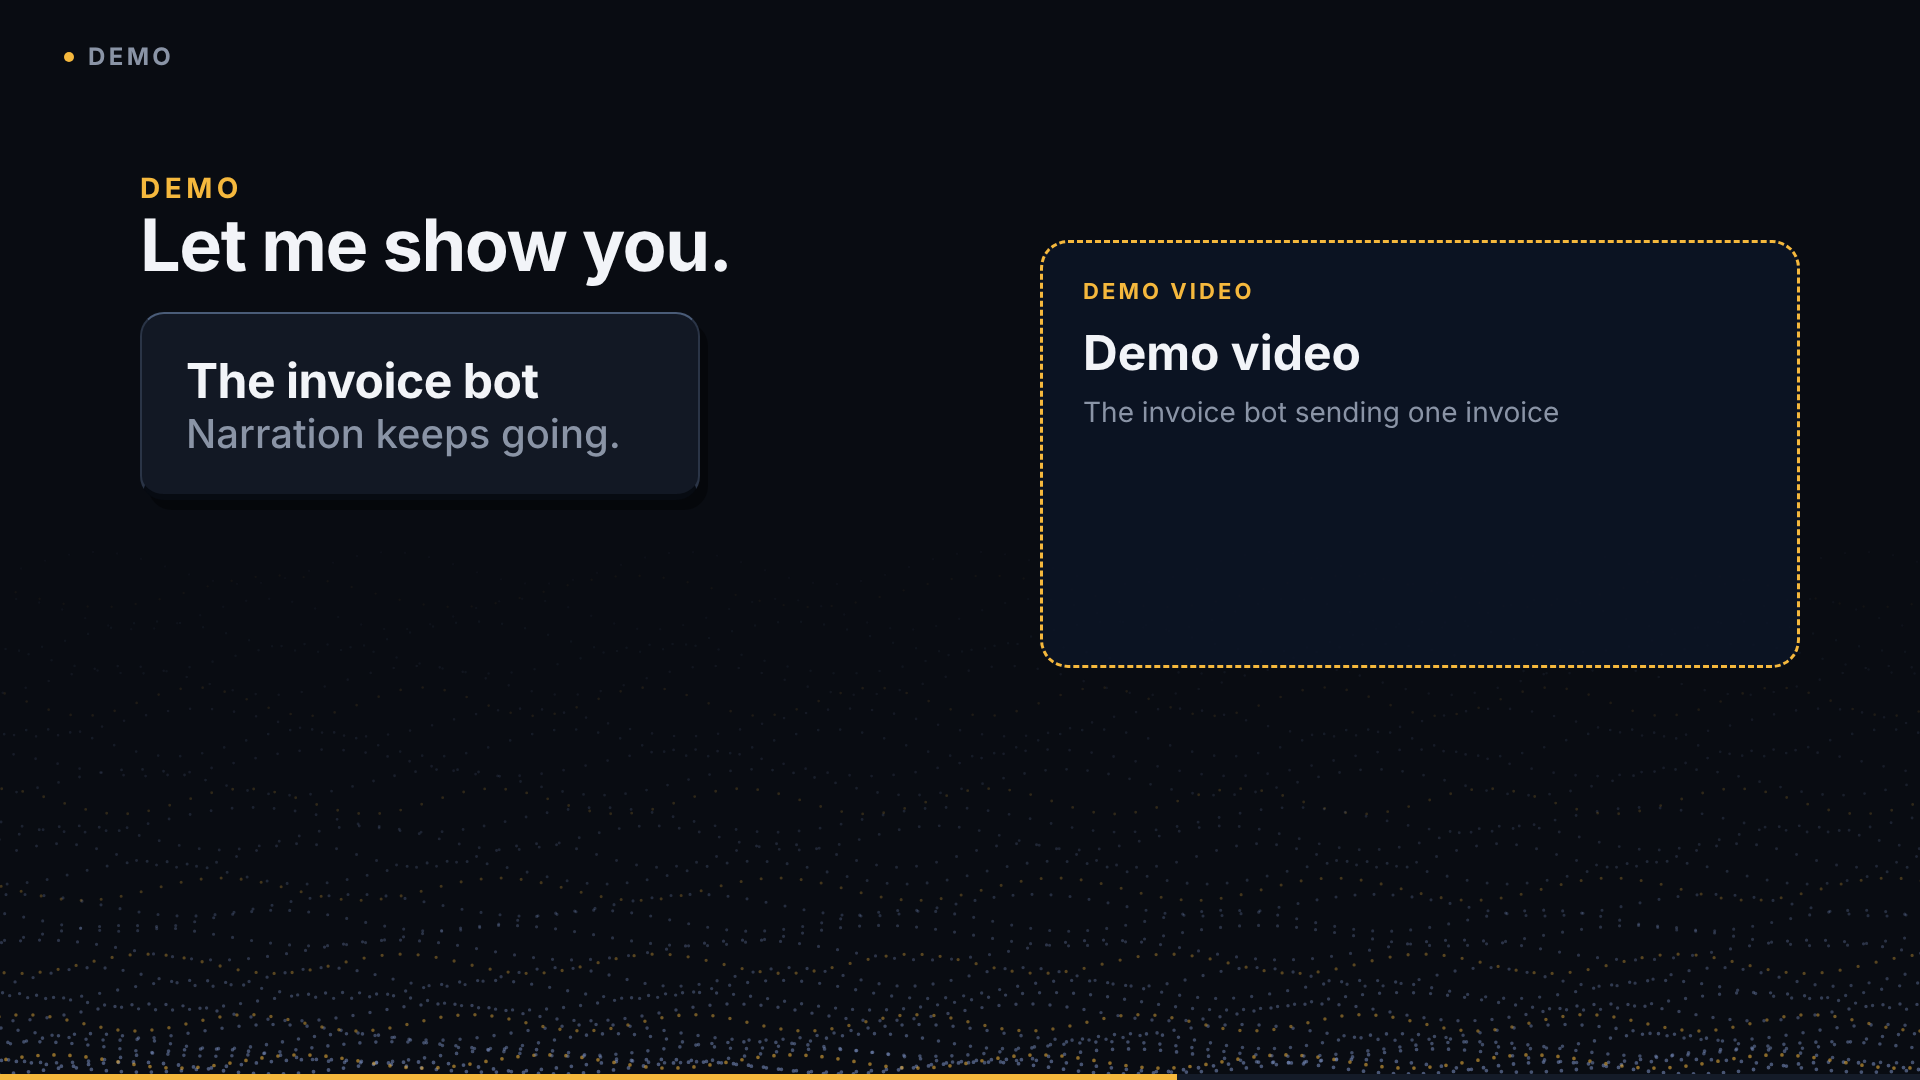 DEMO
DEMO
Let me show you.
The invoice bot
Narration keeps going.
DEMO VIDEO
Demo video
The invoice bot sending one invoice